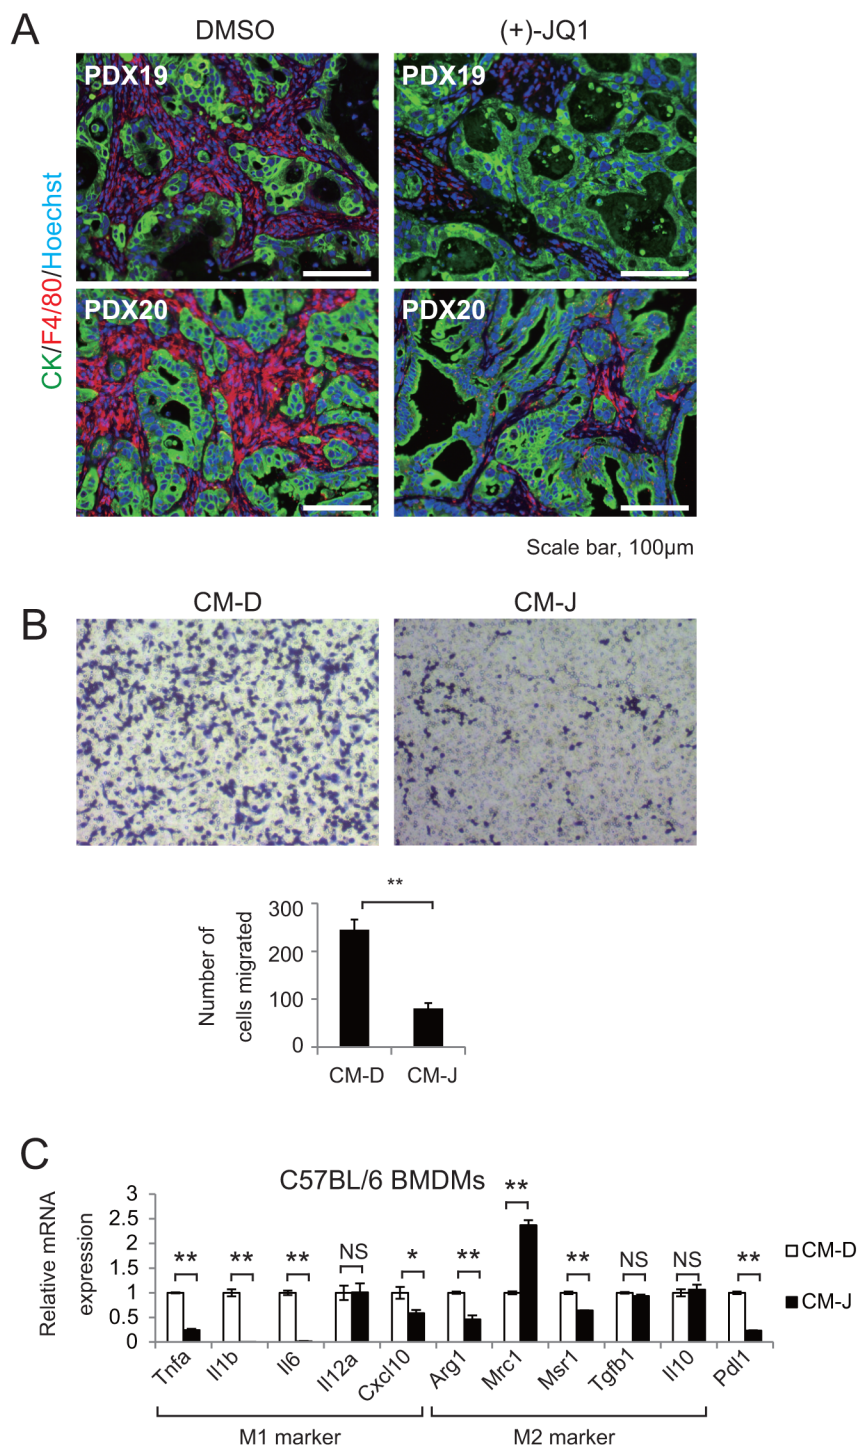 A
DMSO
(+)-JQ1
CK/F4/80/Hoechst
PDX19
PDX19
PDX20
PDX20
Scale bar, 100µm
B
CM-D
CM-J
Number of
cells migrated
300
200
100
0
**
CM-D
CM-J
C
C57BL/6 BMDMs
Relative mRNA
expression
3
2.5
2
1.5
1
0.5
0
**
**
**
NS
*
**
**
**
NS
NS
**
CM-D
CM-J
Tnfa
Il1b
Il6
Il12a
Cxcl10
Arg1
Mrc1
Msr1
Tgfb1
Il10
Pdl1
M1 marker
M2 marker